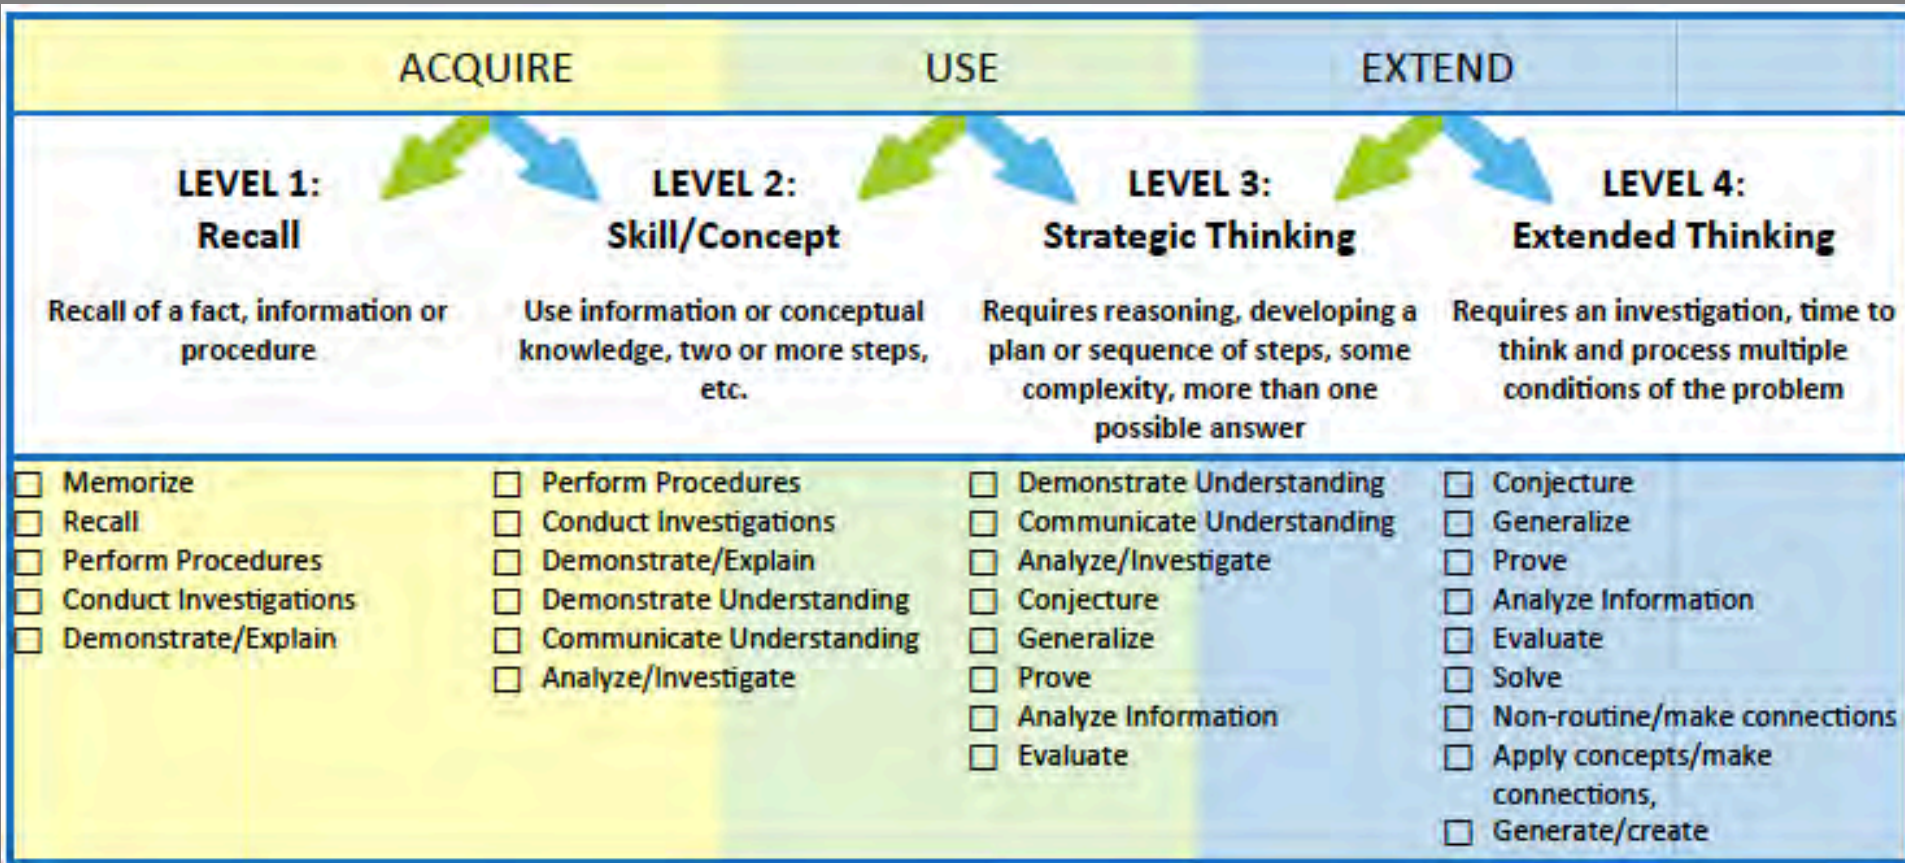 ACQUIRE USE EXTEND
LEVEL 1:
Recall
Recall of a fact, information or
procedure
LEVEL 2:
Skill/Concept
Use information or conceptual
knowledge, two or more steps,
etc.
LEVEL 3:
Strategic Thinking
Requires reasoning, developing a
plan or sequence of steps, some
complexity, more than one
possible answer
LEVEL 4:
Extended Thinking
Requires an investigation, time to
think and process multiple
conditions of the problem
Memorize
Recall
Perform Procedures
Conduct Investigations
Demonstrate/Explain
Perform Procedures
Conduct Investigations
Demonstrate/Explain
Demonstrate Understanding
Communicate Understanding
Analyze/Investigate
Demonstrate Understanding
Communicate Understanding
Analyze/Investigate
Conjecture
Generalize
Prove
Analyze Information
Evaluate
Conjecture
Generalize
Prove
Analyze Information
Evaluate
Solve
Non-routine/make connections
Apply concepts/make
connections,
Generate/create